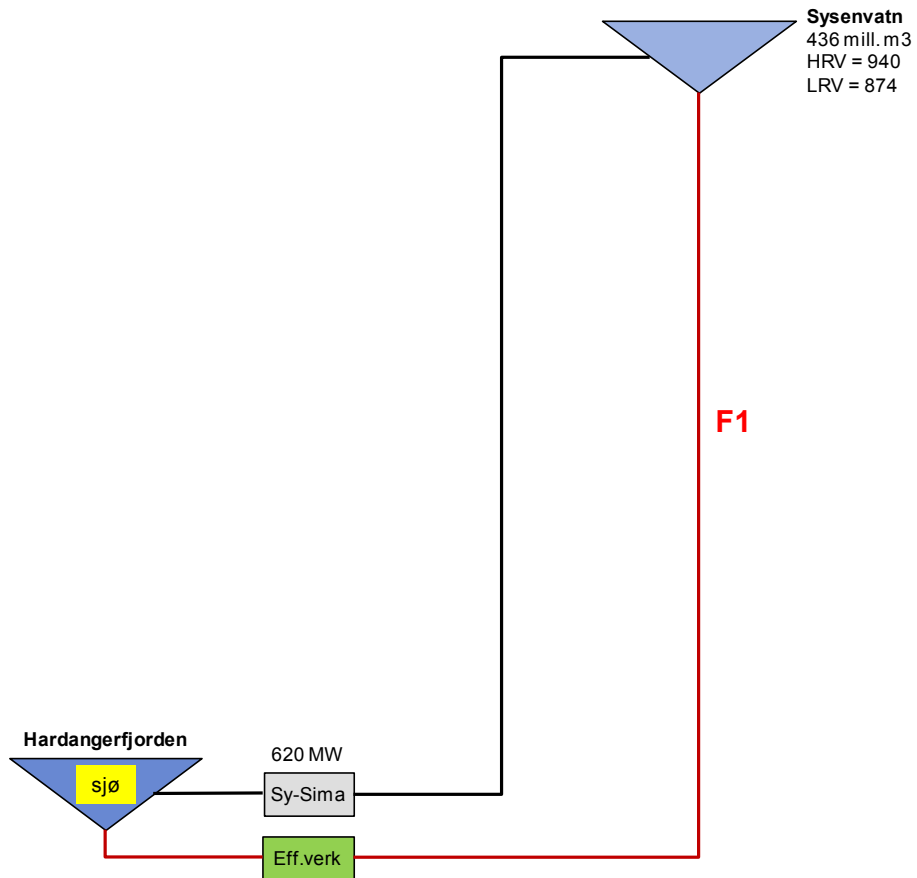 Sysenvatn
436 mill. m3
HRV = 940
LRV = 874
F1
Hardangerfjorden
sjø
620 MW
Sy-Sima
Eff.verk